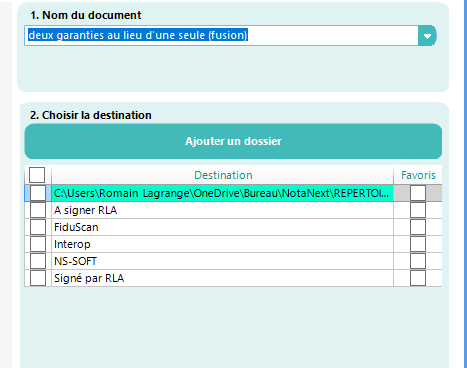 1. Nom du document
deux garanties au lieu d'une seule (fusion)
2. Choisir la destination
Ajouter un dossier
Destination Favoris
C:\Users\Romain Lagrange\OneDrive\Bureau\NotaNext\REPERTOI...
A signer RLA
FiduScan
Interop
NS-SOFT
Signé par RLA